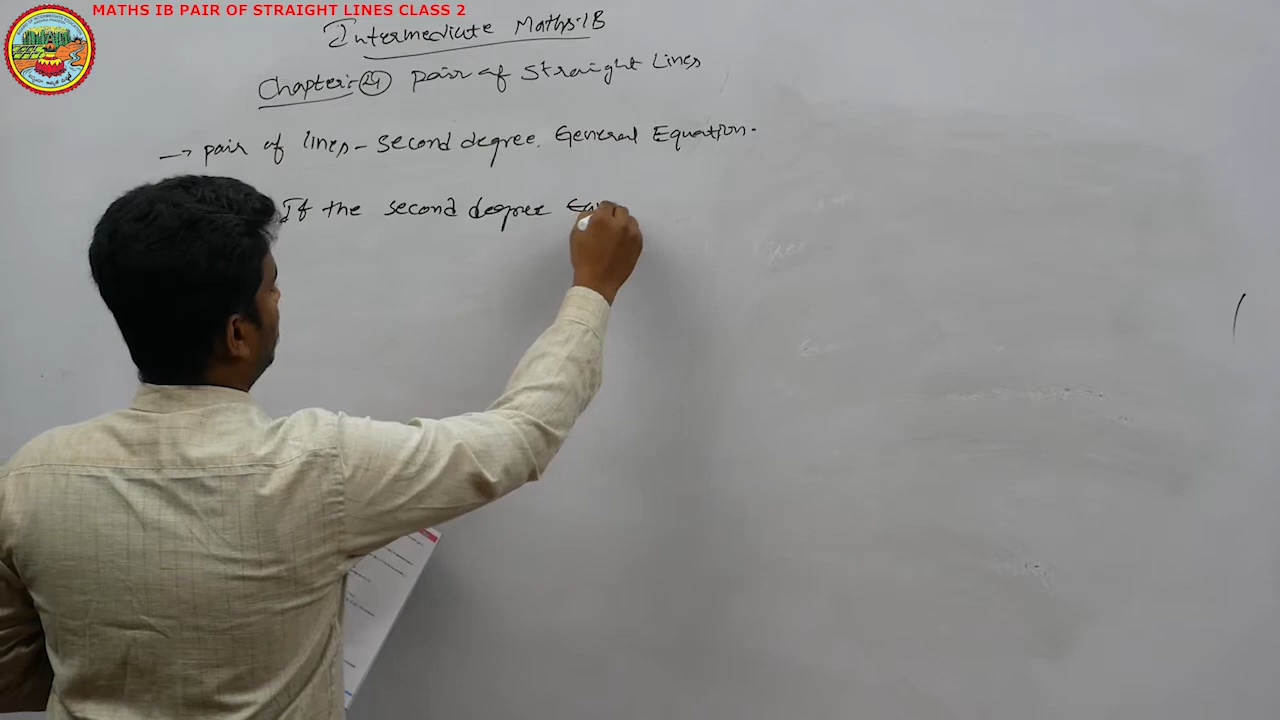 MATHS IB PAIR OF STRAIGHT LINES CLASS 2
Intermediate Maths-IB
Chapter:- 24 pair of Straight Lines
→ pair of lines - second degree. General Equation.
If the second degree